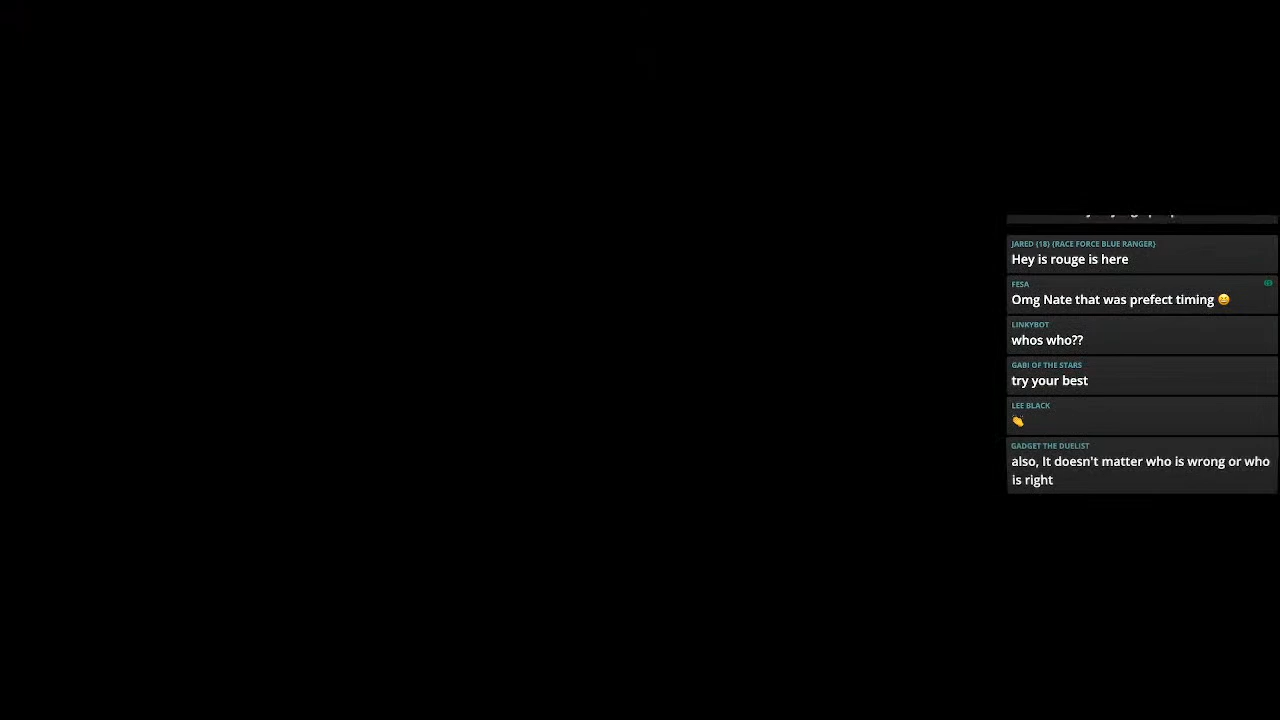 JARED (18) (RACE FORCE BLUE RANGER)
Hey is rouge is here
FESA
Omg Nate that was prefect timing 😄
LINKYBOT
whos who??
GABI OF THE STARS
try your best
LEE BLACK
👏
GADGET THE DUELIST
also, It doesn't matter who is wrong or who
is right